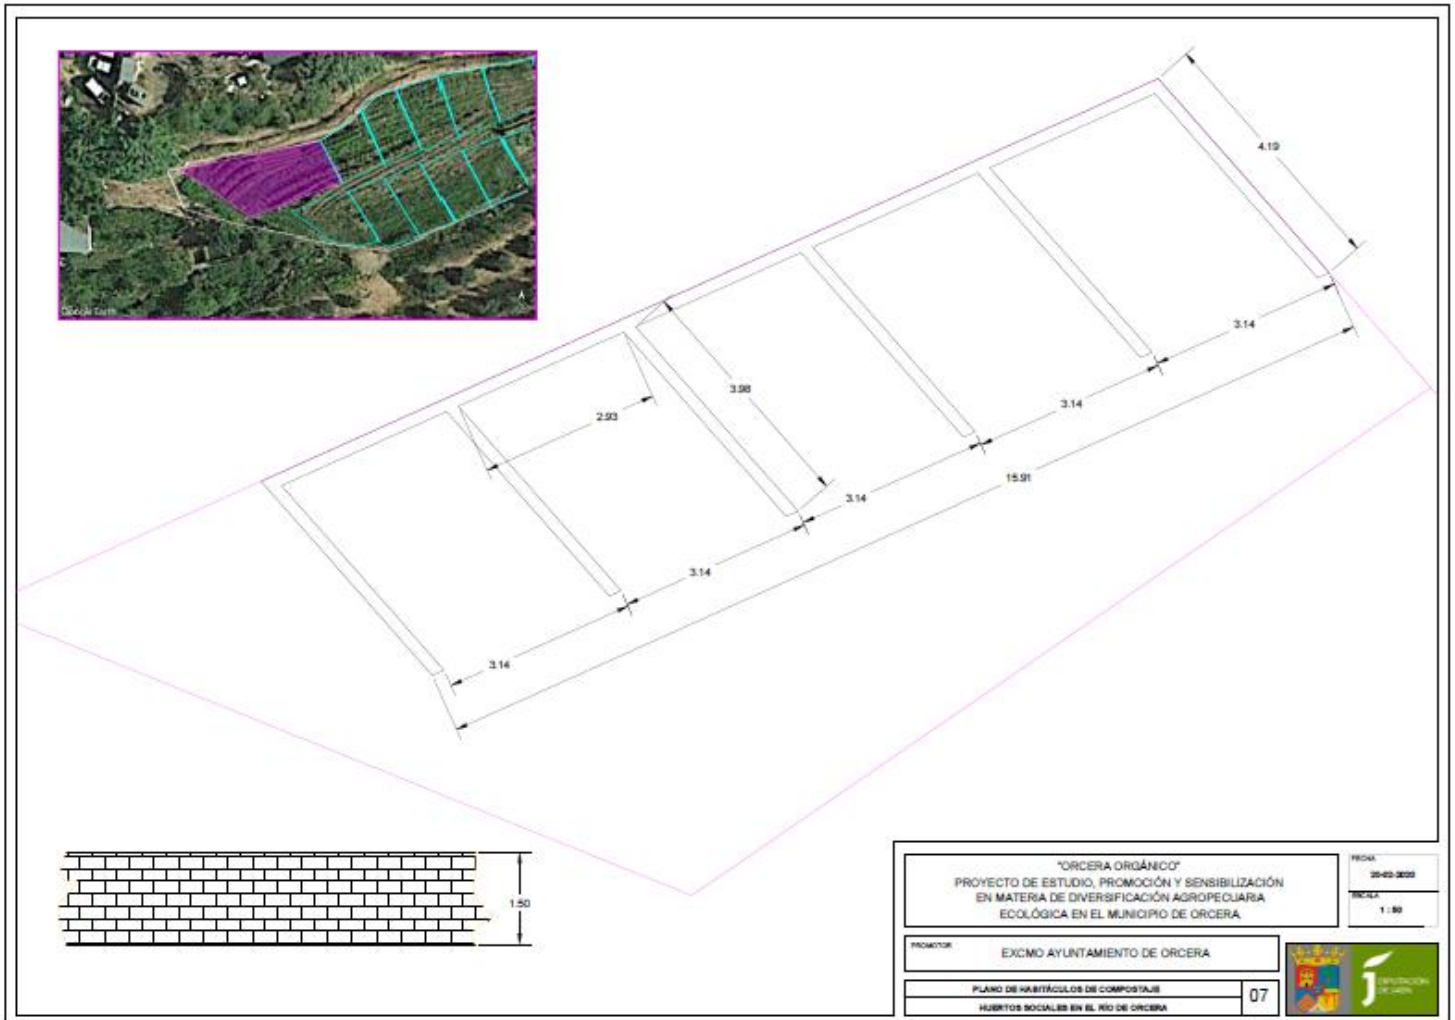 Google Earth
4.19
3.14
3.98
2.93
3.14
15.91
3.14
3.14
3.14
1.50
"ORCERA ORGÁNICO"
PROYECTO DE ESTUDIO, PROMOCIÓN Y SENSIBILIZACIÓN
EN MATERIA DE DIVERSIFICACIÓN AGROPECUARIA
ECOLÓGICA EN EL MUNICIPIO DE ORCERA
FECHA
ESCALA
1 : 50
PROMOTOR
EXCMO AYUNTAMIENTO DE ORCERA
PLANO DE HABITÁCULOS DE COMPOSTAJE
HUERTOS SOCIALES EN EL RÍO DE ORCERA
07
DIPUTACIÓN
DE JAÉN